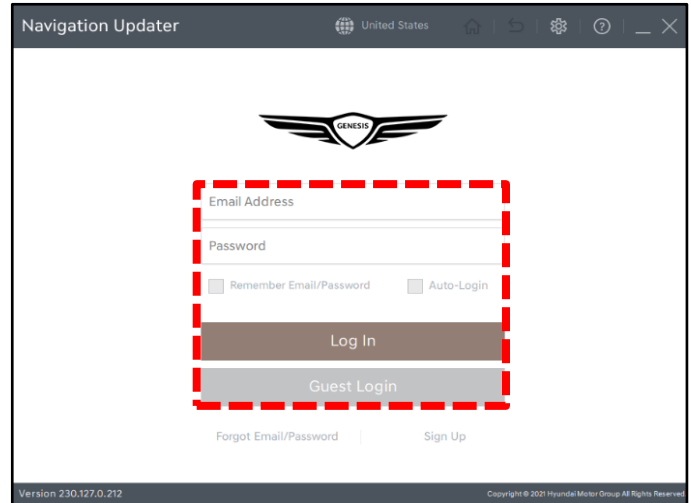 Navigation Updater United States
GENESIS
Email Address
Password
Remember Email/Password Auto-Login
Log In
Guest Login
Forgot Email/Password Sign Up
Version 230.127.0.212 Copyright © 2021 Hyundai Motor Group All Rights Reserved.